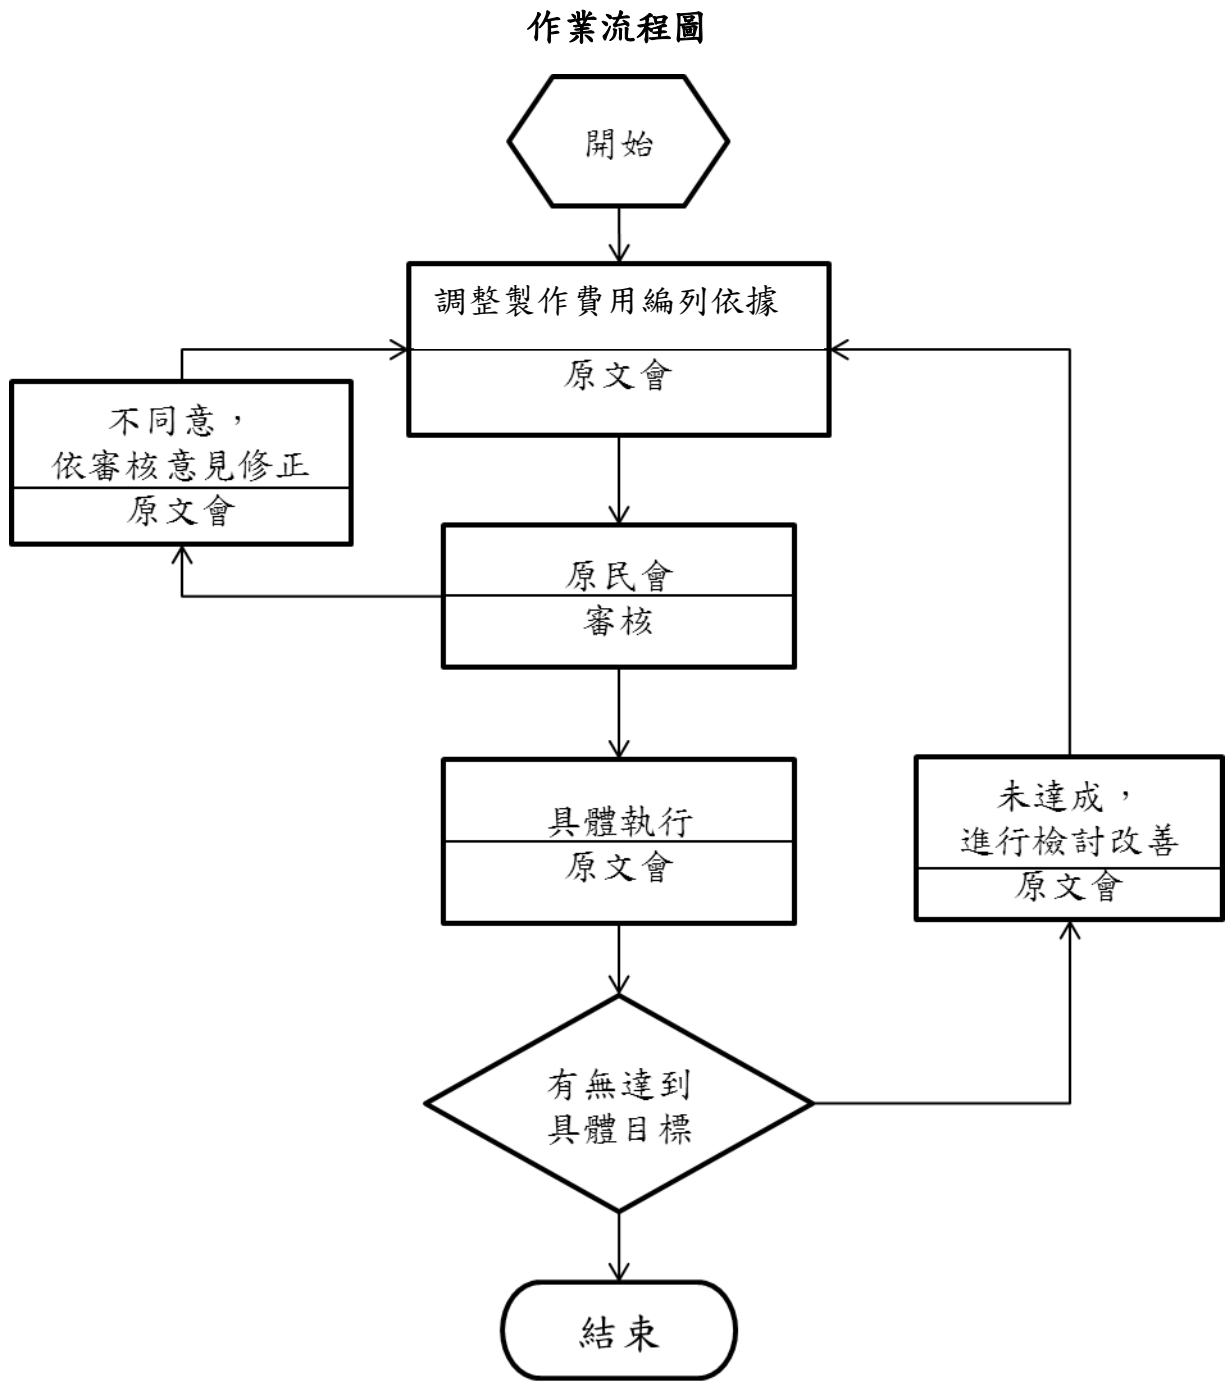 作業流程圖
開始
調整製作費用編列依據
原文會
不同意，
依審核意見修正
原文會
原民會
審核
具體執行
原文會
未達成，
進行檢討改善
原文會
有無達到
具體目標
結束